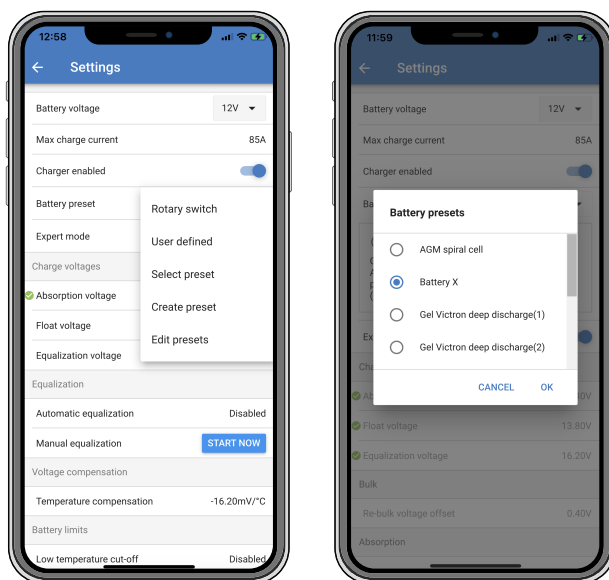 12:58
Settings
Battery voltage 12V
Max charge current 85A
Charger enabled
Battery preset
Rotary switch
User defined
Expert mode
Select preset
Charge voltages
Absorption voltage
Create preset
Float voltage
Edit presets
Equalization voltage
Equalization
Automatic equalization Disabled
Manual equalization START NOW
Voltage compensation
Temperature compensation -16.20mV/°C
Battery limits
Low temperature cut-off Disabled
11:59
Settings
Battery voltage 12V
Max charge current 85A
Charger enabled
Battery presets
AGM spiral cell
Battery X
Gel Victron deep discharge(1)
Gel Victron deep discharge(2)
CANCEL OK
Float voltage 13.80V
Equalization voltage 16.20V
Bulk
Re-bulk voltage offset 0.40V
Absorption